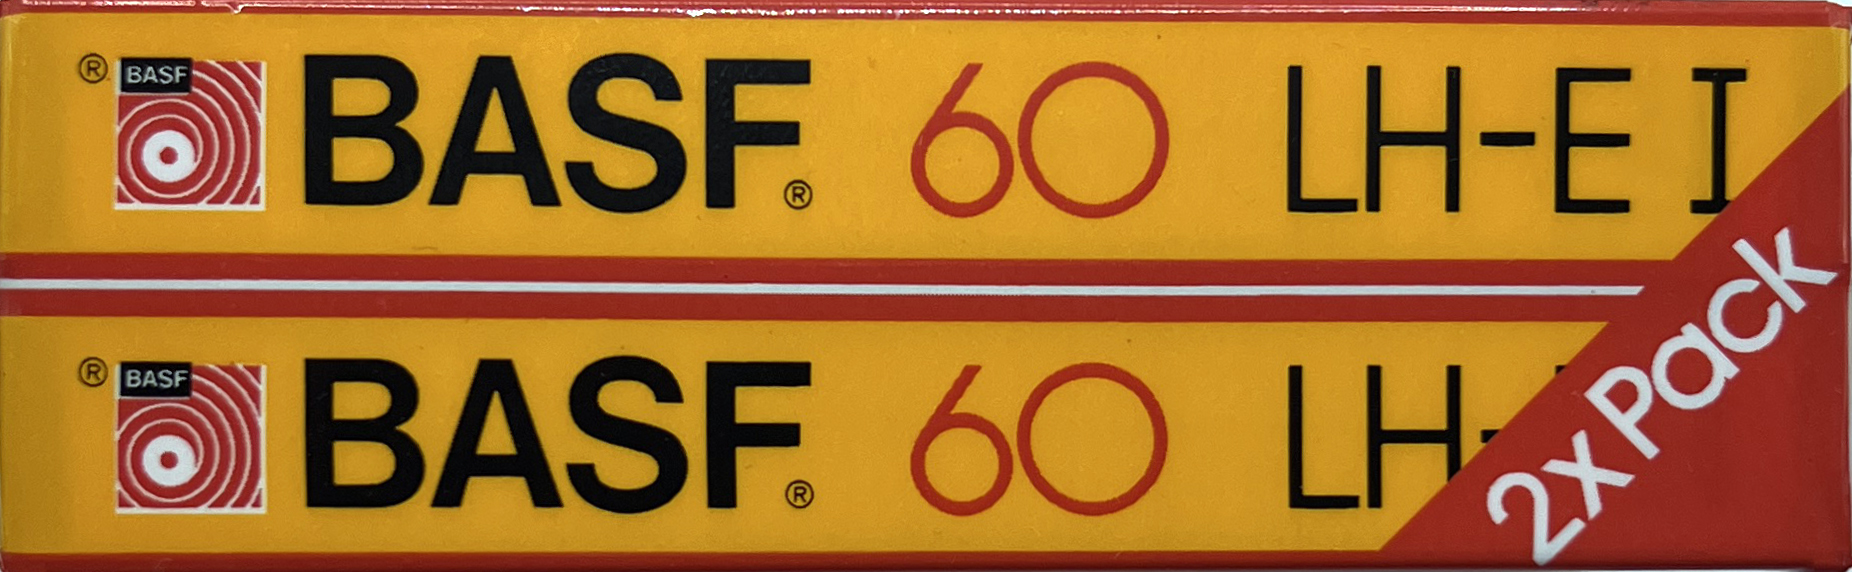 ® BASF BASF® 60 LH-E I
® BASF BASF® 60 LH-
2x Pack